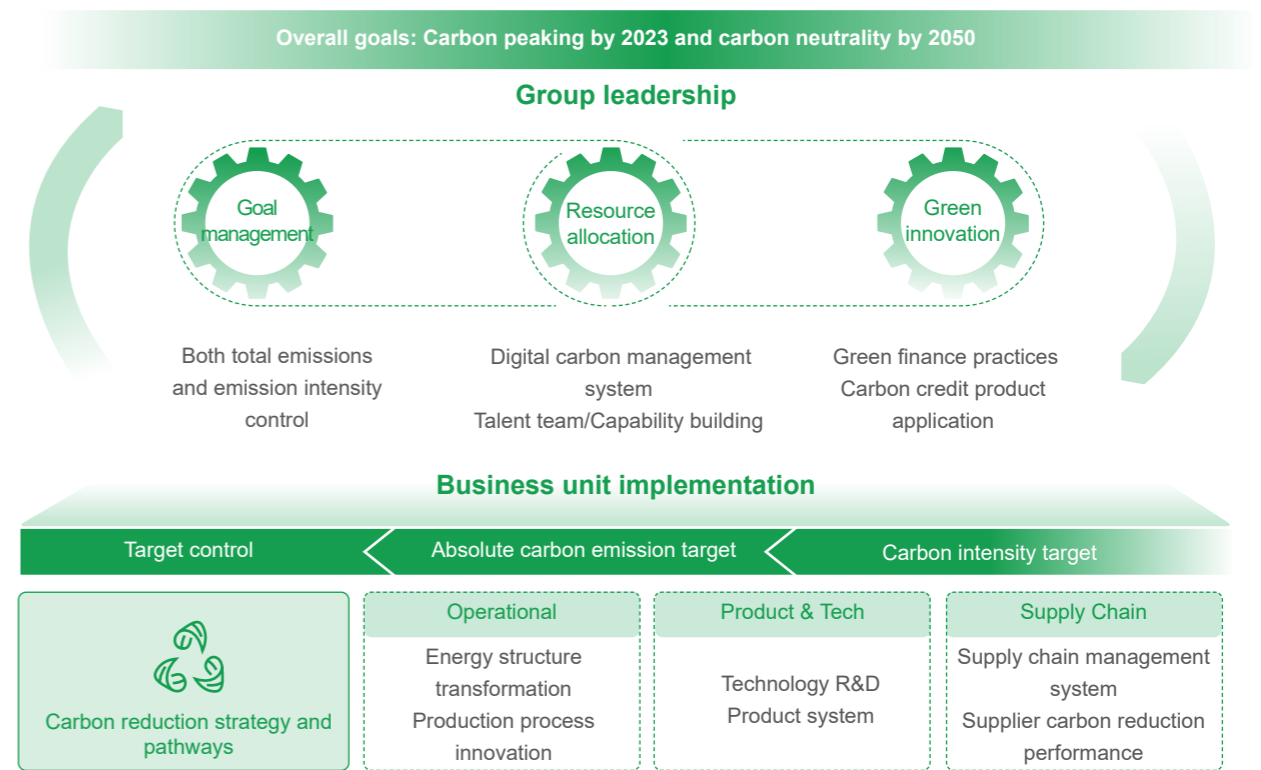 Overall goals: Carbon peaking by 2023 and carbon neutrality by 2050
Group leadership
Goal
management
Resource
allocation
Green
innovation
Both total emissions
and emission intensity
control
Digital carbon management
system
Talent team/Capability building
Green finance practices
Carbon credit product
application
Business unit implementation
Target control
Absolute carbon emission target
Carbon intensity target
Carbon reduction strategy and
pathways
Operational
Energy structure
transformation
Production process
innovation
Product & Tech
Technology R&D
Product system
Supply Chain
Supply chain management
system
Supplier carbon reduction
performance